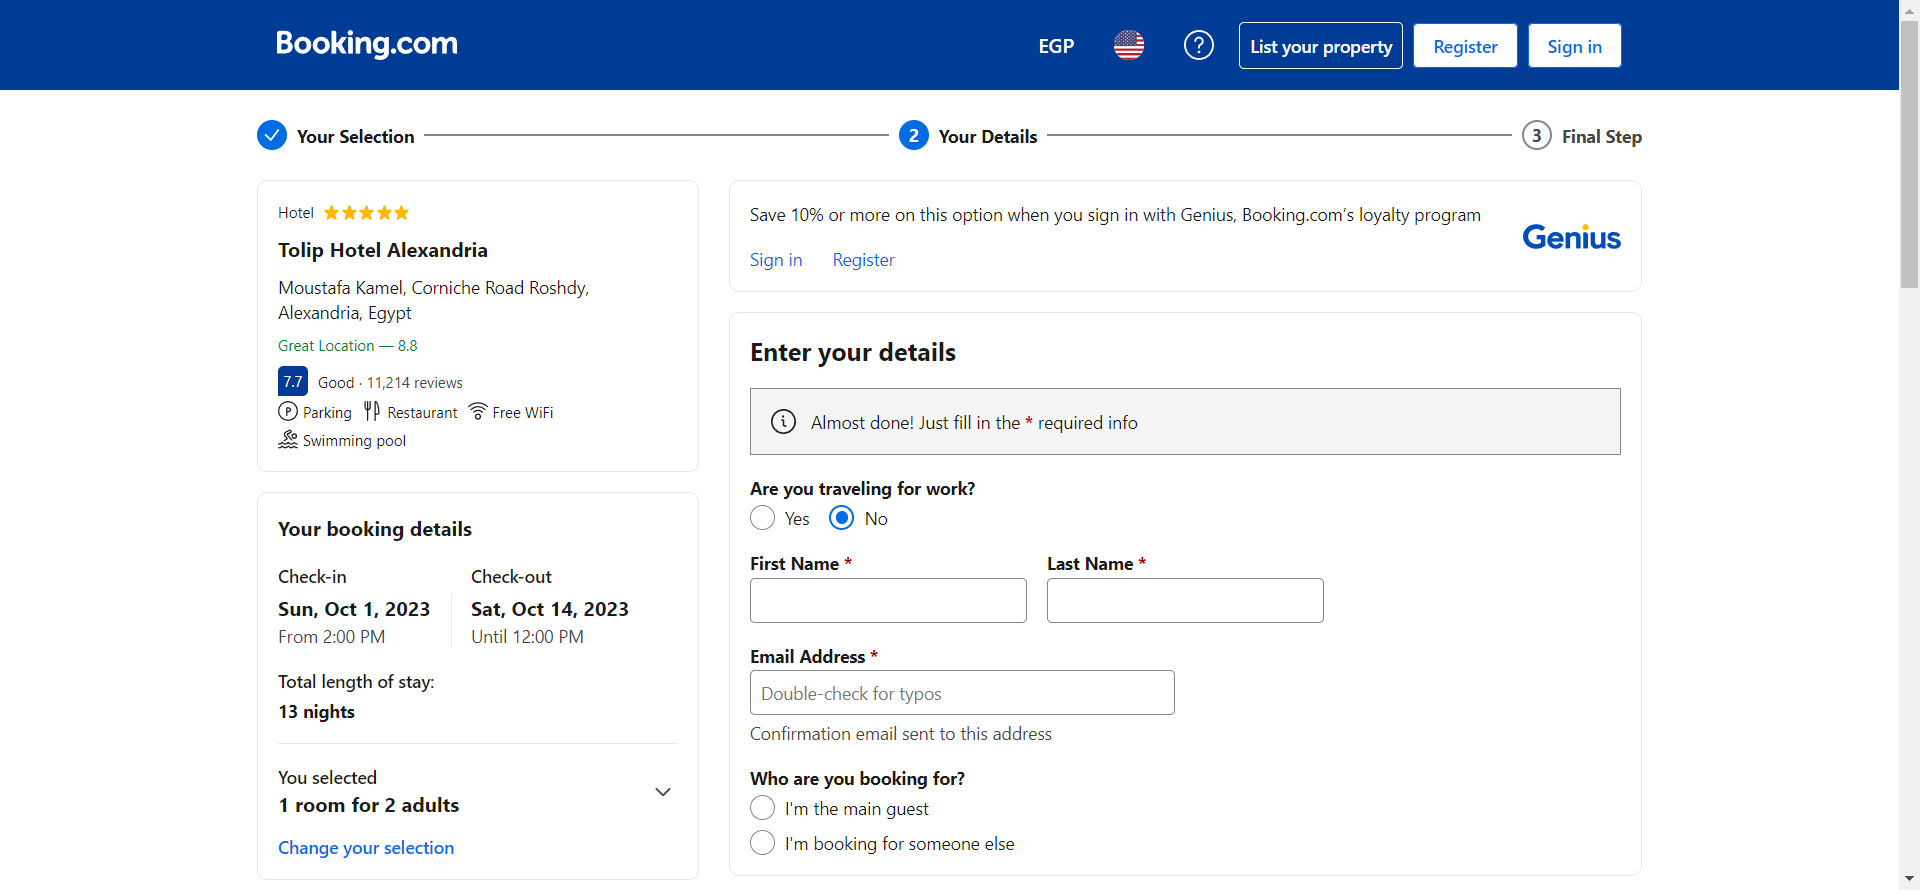 Booking.com
EGP
List your property
Register
Sign in
Your Selection
2 Your Details
3 Final Step
Hotel
Tolip Hotel Alexandria
Moustafa Kamel, Corniche Road Roshdy,
Alexandria, Egypt
Great Location — 8.8
7.7 Good · 11,214 reviews
P Parking Restaurant Free WiFi
Swimming pool
Your booking details
Check-in
Sun, Oct 1, 2023
From 2:00 PM
Check-out
Sat, Oct 14, 2023
Until 12:00 PM
Total length of stay:
13 nights
You selected
1 room for 2 adults
Change your selection
Save 10% or more on this option when you sign in with Genius, Booking.com’s loyalty program
Sign in Register
Genius
Enter your details
Almost done! Just fill in the * required info
Are you traveling for work?
Yes No
First Name *
Last Name *
Email Address *
Double-check for typos
Confirmation email sent to this address
Who are you booking for?
I'm the main guest
I'm booking for someone else